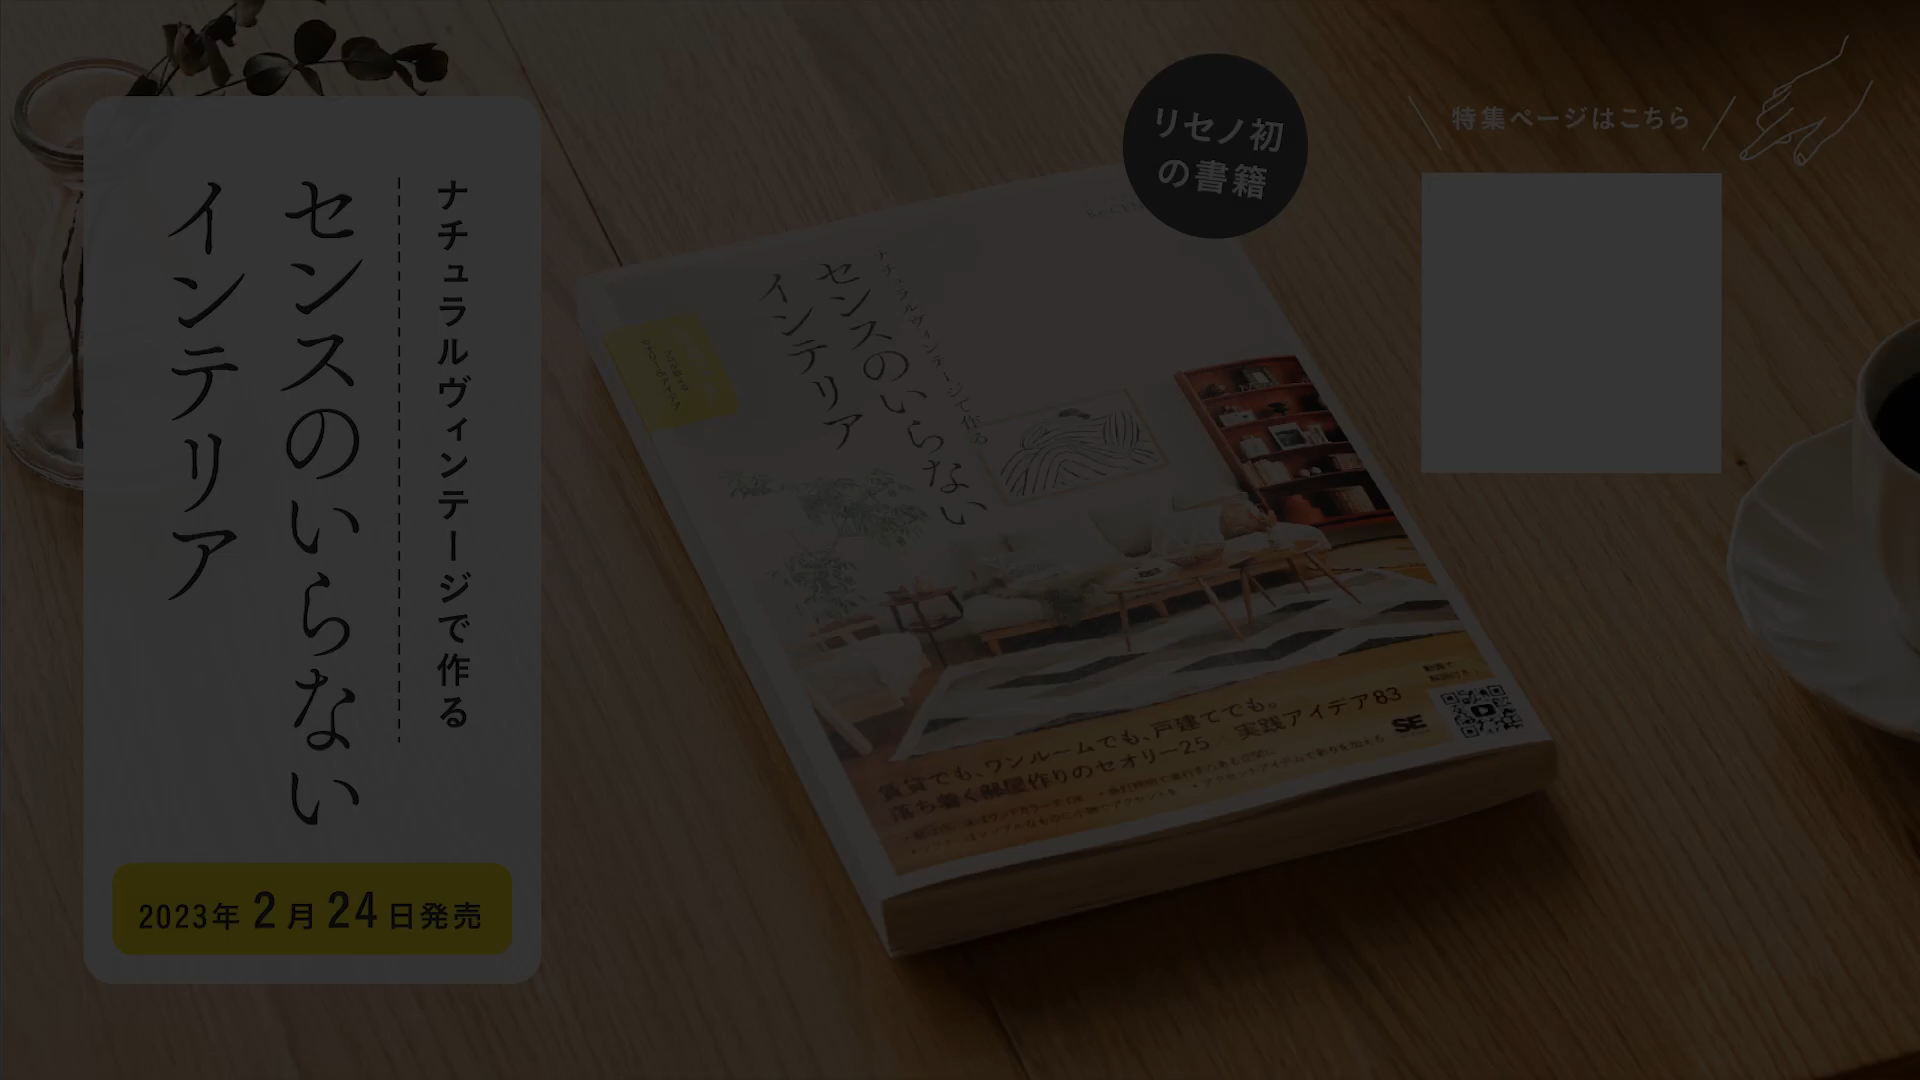 ナチュラルヴィンテージで作る
センスのいらない
インテリア
2023年2月24日発売
リセノ初
の書籍
特集ページはこちら
ナチュラルヴィンテージで作る
センスのいらない
インテリア
賃貸でも、ワンルームでも、戸建てでも。
落ち着く部屋作りのセオリー25 実践アイデア83
SE